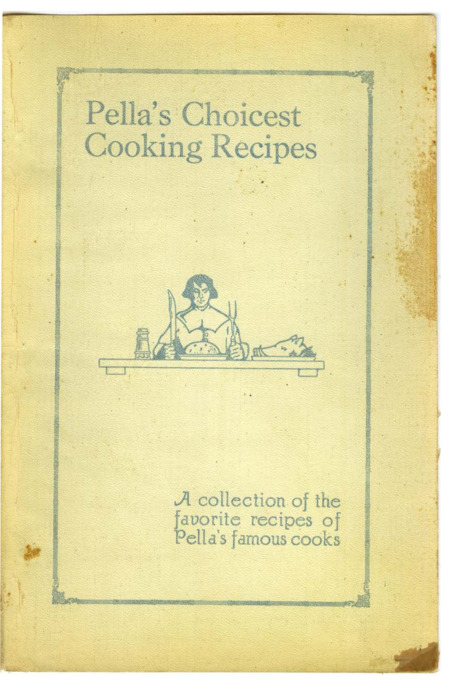 Pella's Choicest
Cooking Recipes
A collection of the
favorite recipes of
Pella's famous cooks